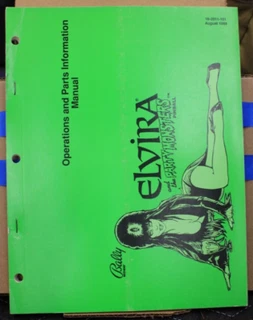 Operations and Parts Information
Manual
ELVIRA
and the PARTY MONSTERS
Bally